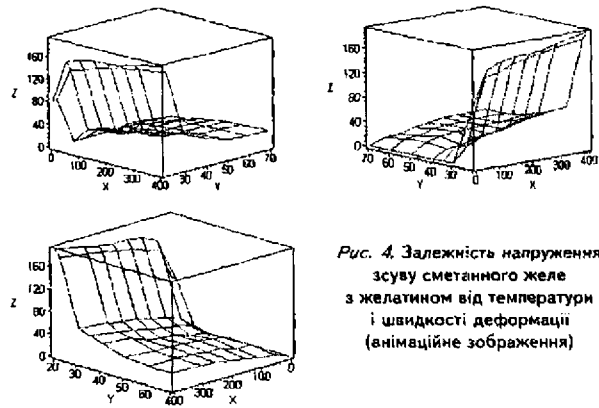 160
120
Z
80
40
0
0 100 200 300 400 30 40 50 60 70
X Y
160
120
Z
80
40
0
70 60 50 40 30 0 100 200 300 400
Y X
160
120
Z
80
40
0
20 30 40 400 300 200 100 0
Y X
Рис. 4. Залежність напруження
зсуву сметанного желе
з желатином від температури
і швидкості деформації
(анімаційне зображення)